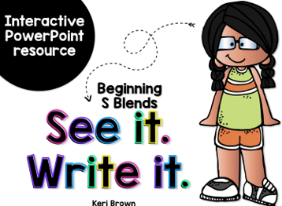 Interactive
PowerPoint
resource
Beginning
S Blends
See it.
Write it.
Keri Brown